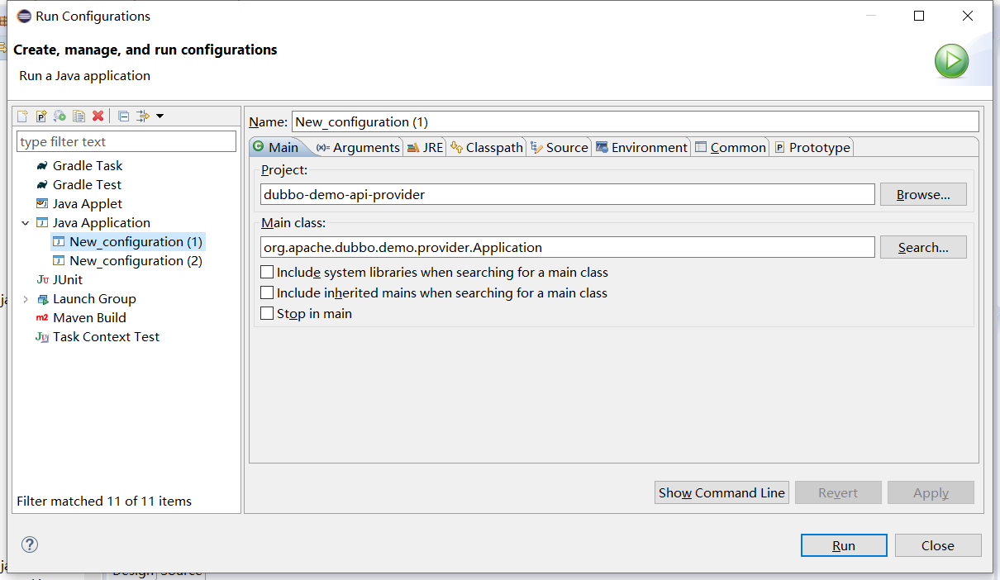 Run Configurations
Create, manage, and run configurations
Run a Java application
type filter text
Gradle Task
Gradle Test
Java Applet
Java Application
New_configuration (1)
New_configuration (2)
JUnit
Launch Group
Maven Build
Task Context Test
Filter matched 11 of 11 items
Name: New_configuration (1)
Main Arguments JRE Classpath Source Environment Common Prototype
Project:
dubbo-demo-api-provider Browse...
Main class:
org.apache.dubbo.demo.provider.Application Search...
Include system libraries when searching for a main class
Include inherited mains when searching for a main class
Stop in main
Show Command Line Revert Apply
Run Close
Design Source